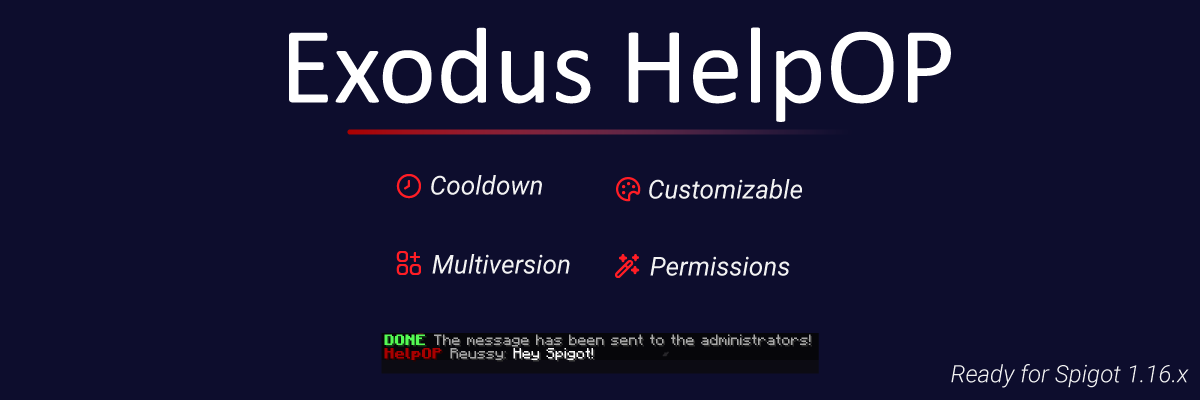 Exodus HelpOP
Cooldown
Customizable
Multiversion
Permissions
DONE The message has been sent to the administrators!
HelpOP Reussy: Hey Spigot!
Ready for Spigot 1.16.x